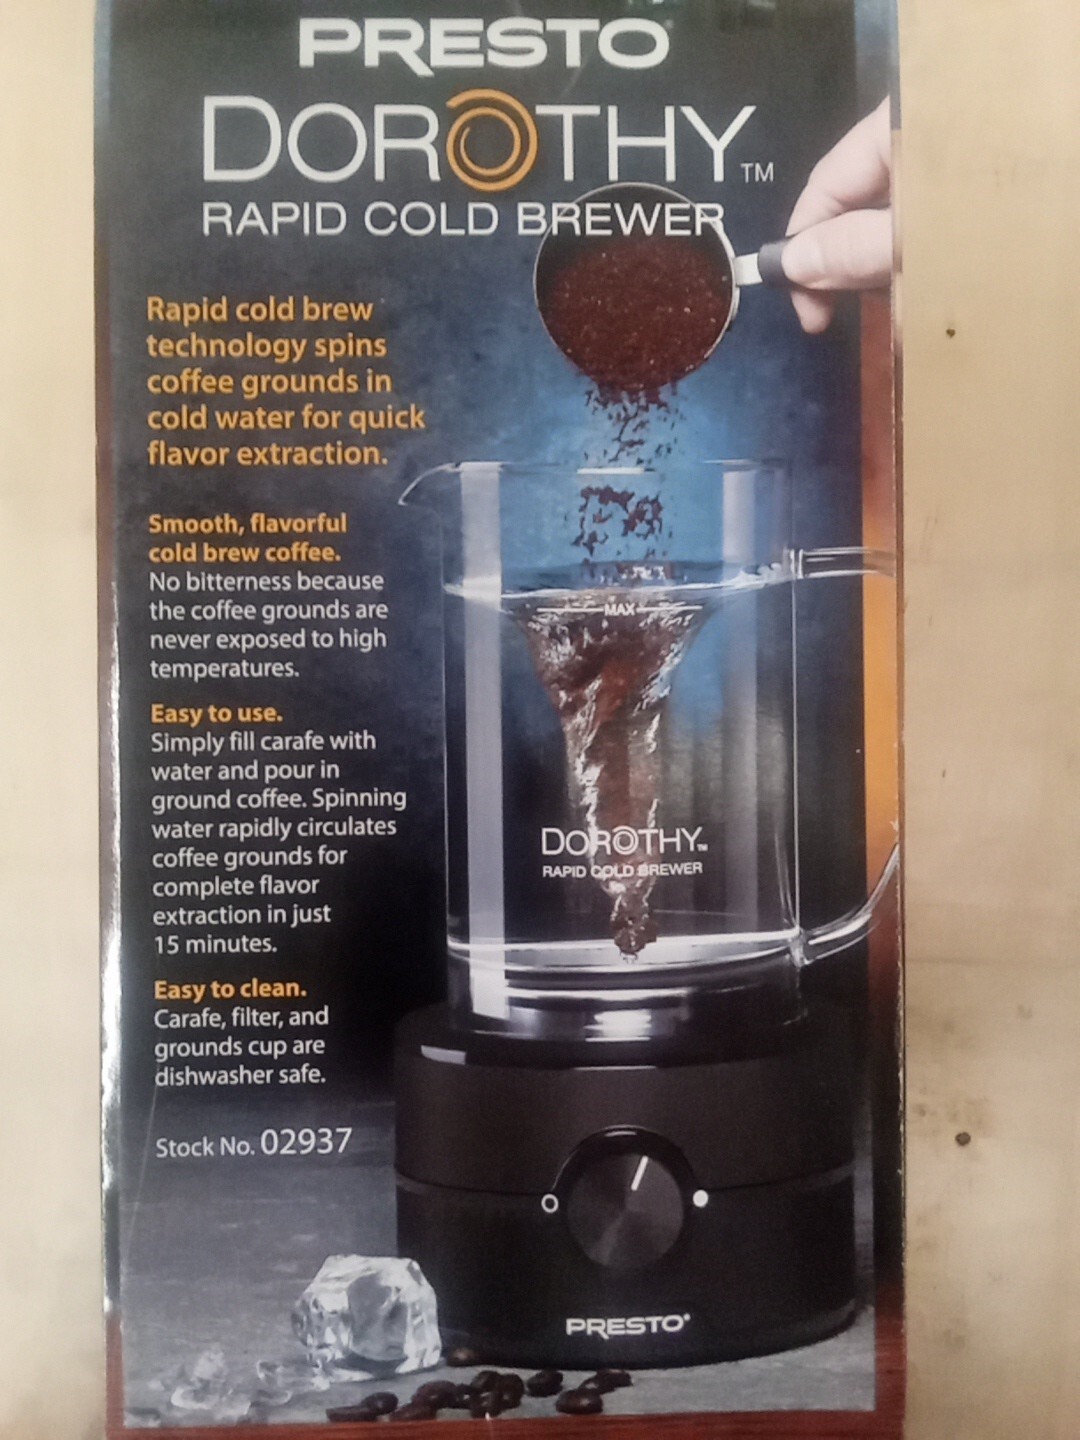 PRESTO
DOROTHY™
RAPID COLD BREWER
Rapid cold brew
technology spins
coffee grounds in
cold water for quick
flavor extraction.
Smooth, flavorful
cold brew coffee.
No bitterness because
the coffee grounds are
never exposed to high
temperatures.
Easy to use.
Simply fill carafe with
water and pour in
ground coffee. Spinning
water rapidly circulates
coffee grounds for
complete flavor
extraction in just
15 minutes.
Easy to clean.
Carafe, filter, and
grounds cup are
dishwasher safe.
Stock No. 02937
MAX
DOROTHY™
RAPID COLD BREWER
PRESTO®